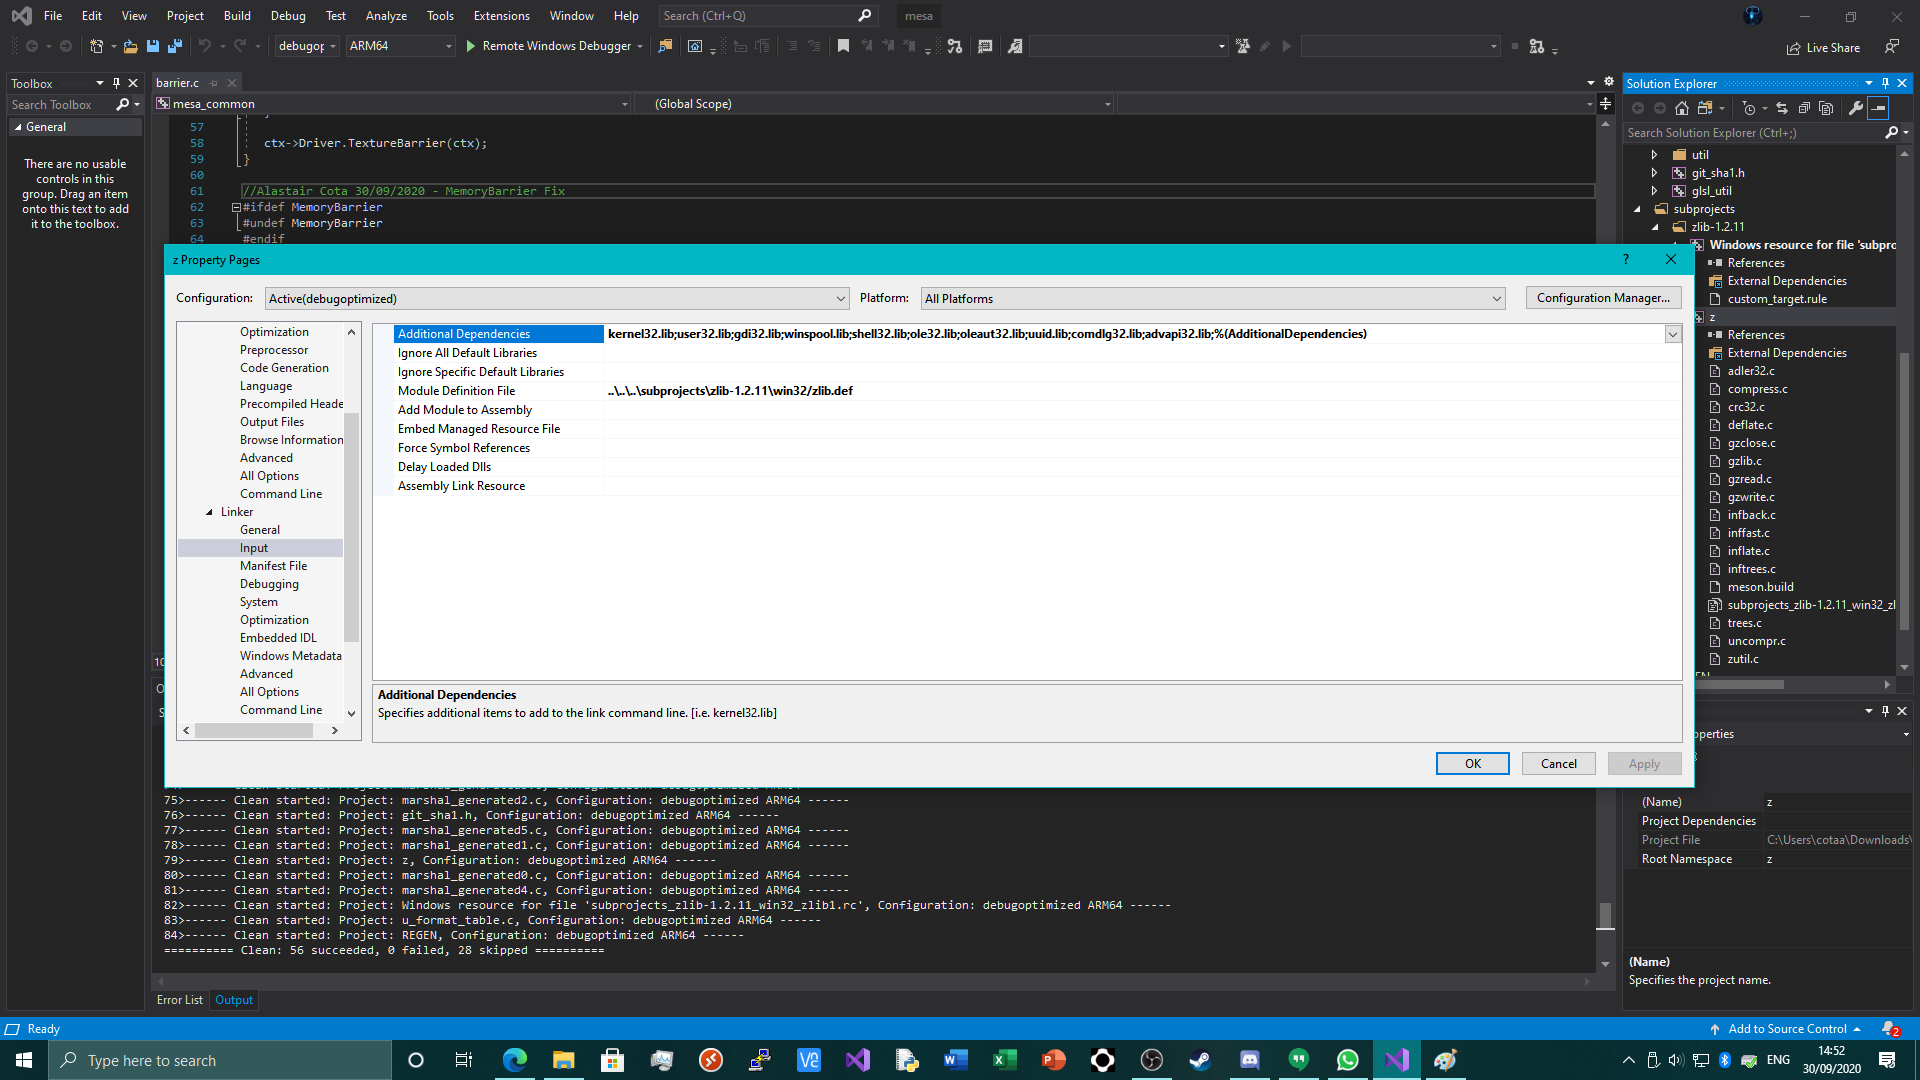 File Edit View Project Build Debug Test Analyze Tools Extensions Window Help Search (Ctrl+Q) mesa
debugop ARM64 Remote Windows Debugger Live Share
Toolbox
Search Toolbox
General
There are no usable
controls in this
group. Drag an item
onto this text to add
it to the toolbox.
barrier.c
mesa_common (Global Scope)
57
58 ctx->Driver.TextureBarrier(ctx);
59 }
60
61 //Alastair Cota 30/09/2020 - MemoryBarrier Fix
62 #ifdef MemoryBarrier
63 #undef MemoryBarrier
64 #endif
z Property Pages
Configuration: Active(debugoptimized) Platform: All Platforms Configuration Manager...
Optimization
Preprocessor
Code Generation
Language
Precompiled Heade
Output Files
Browse Information
Advanced
All Options
Command Line
Linker
General
Input
Manifest File
Debugging
System
Optimization
Embedded IDL
Windows Metadata
Advanced
All Options
Command Line
Additional Dependencies kernel32.lib;user32.lib;gdi32.lib;winspool.lib;shell32.lib;ole32.lib;oleaut32.lib;uuid.lib;comdlg32.lib;advapi32.lib;%(AdditionalDependencies)
Ignore All Default Libraries
Ignore Specific Default Libraries
Module Definition File ..\..\..\subprojects\zlib-1.2.11\win32/zlib.def
Add Module to Assembly
Embed Managed Resource File
Force Symbol References
Delay Loaded Dlls
Assembly Link Resource
Additional Dependencies
Specifies additional items to add to the link command line. [i.e. kernel32.lib]
OK Cancel Apply
75>------ Clean started: Project: marshal_generated2.c, Configuration: debugoptimized ARM64 ------
76>------ Clean started: Project: git_sha1.h, Configuration: debugoptimized ARM64 ------
77>------ Clean started: Project: marshal_generated5.c, Configuration: debugoptimized ARM64 ------
78>------ Clean started: Project: marshal_generated1.c, Configuration: debugoptimized ARM64 ------
79>------ Clean started: Project: z, Configuration: debugoptimized ARM64 ------
80>------ Clean started: Project: marshal_generated0.c, Configuration: debugoptimized ARM64 ------
81>------ Clean started: Project: marshal_generated4.c, Configuration: debugoptimized ARM64 ------
82>------ Clean started: Project: Windows resource for file 'subprojects_zlib-1.2.11_win32_zlib1.rc', Configuration: debugoptimized ARM64 ------
83>------ Clean started: Project: u_format_table.c, Configuration: debugoptimized ARM64 ------
84>------ Clean started: Project: REGEN, Configuration: debugoptimized ARM64 ------
========== Clean: 56 succeeded, 0 failed, 28 skipped ==========
Error List Output
Solution Explorer
Search Solution Explorer (Ctrl+;)
util
git_sha1.h
glsl_util
subprojects
zlib-1.2.11
Windows resource for file 'subpro
References
External Dependencies
custom_target.rule
z
References
External Dependencies
adler32.c
compress.c
crc32.c
deflate.c
gzclose.c
gzlib.c
gzread.c
gzwrite.c
infback.c
inffast.c
inflate.c
inftrees.c
meson.build
subprojects_zlib-1.2.11_win32_zl
trees.c
uncompr.c
zutil.c
operties
(Name) z
Project Dependencies
Project File C:\Users\cotaa\Downloads\
Root Namespace z
(Name)
Specifies the project name.
Ready Add to Source Control 2
Type here to search ENG 14:52
30/09/2020